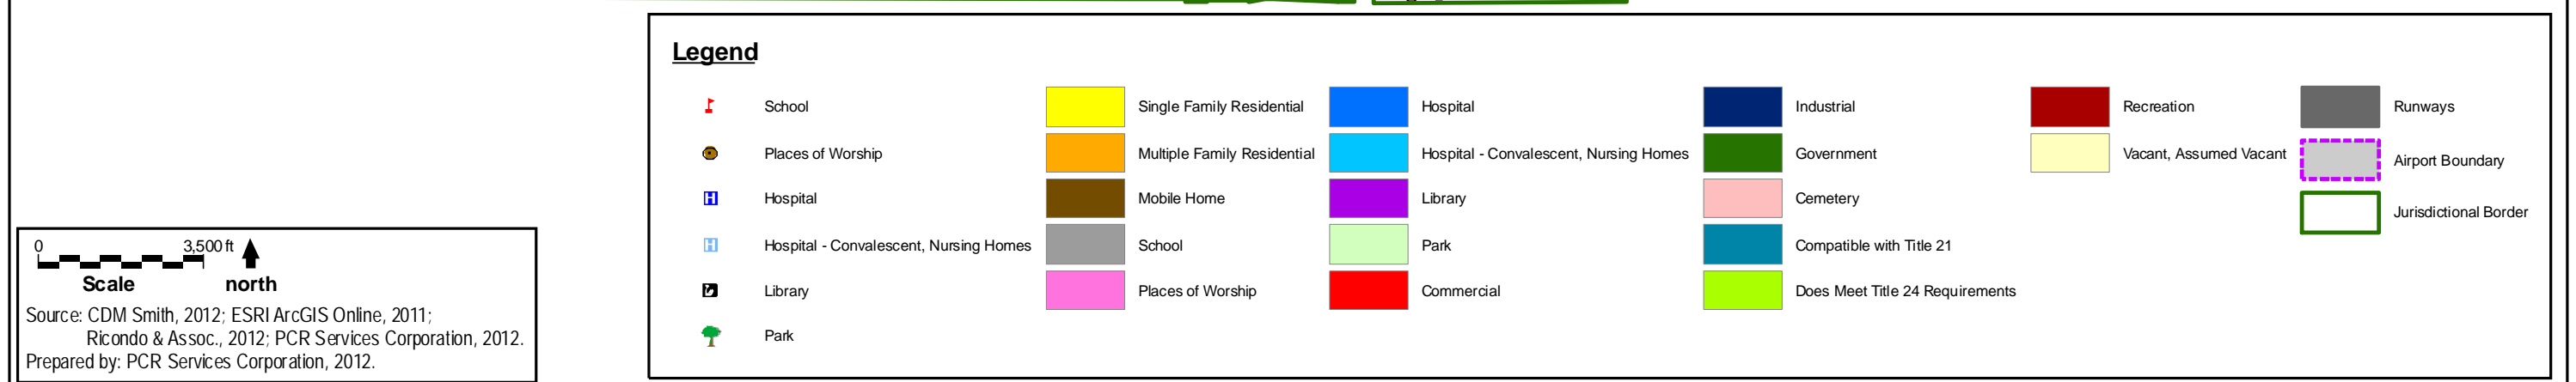 Legend
School
Places of Worship
Hospital
Hospital - Convalescent, Nursing Homes
Library
Park
Single Family Residential
Multiple Family Residential
Mobile Home
School
Places of Worship
Hospital
Hospital - Convalescent, Nursing Homes
Library
Park
Commercial
Industrial
Government
Cemetery
Compatible with Title 21
Does Meet Title 24 Requirements
Recreation
Vacant, Assumed Vacant
Runways
Airport Boundary
Jurisdictional Border
0 3,500 ft
Scale north
Source: CDM Smith, 2012; ESRI ArcGIS Online, 2011;
Ricondo & Assoc., 2012; PCR Services Corporation, 2012.
Prepared by: PCR Services Corporation, 2012.